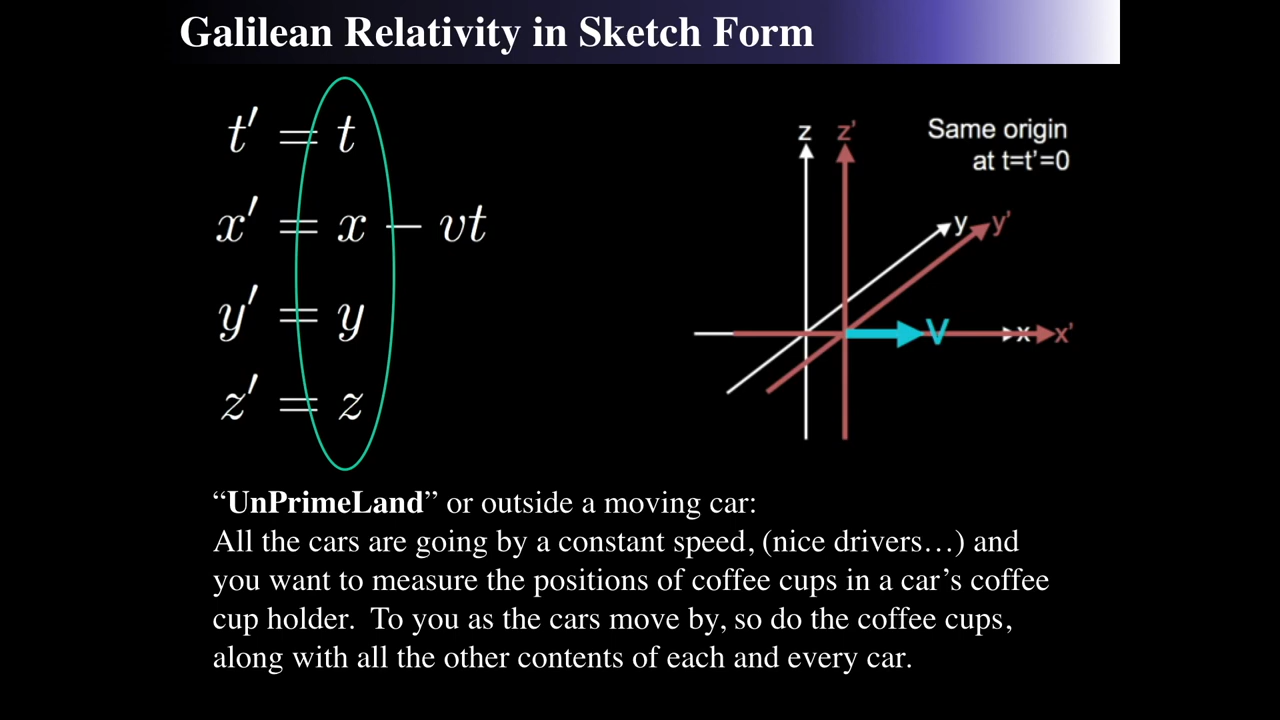 Galilean Relativity in Sketch Form
t′ = t
x′ = x − vt
y′ = y
z′ = z
z z’
Same origin
at t=t’=0
y y’
V x x’
“UnPrimeLand” or outside a moving car:
All the cars are going by a constant speed, (nice drivers…) and
you want to measure the positions of coffee cups in a car’s coffee
cup holder.  To you as the cars move by, so do the coffee cups,
along with all the other contents of each and every car.